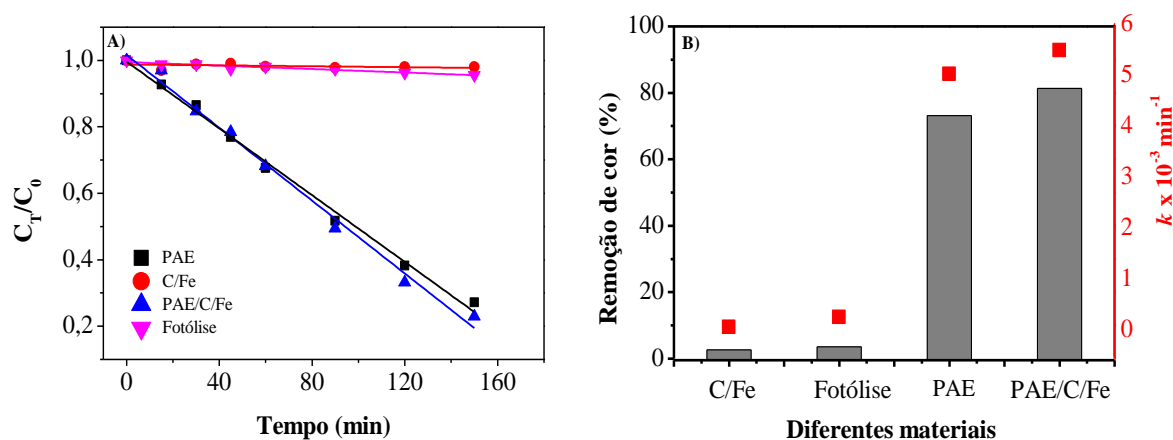 A)
1,0
0,8
0,6
0,4
0,2
C_T/C_0
PAE
C/Fe
PAE/C/Fe
Fotólise
0 40 80 120 160
Tempo (min)
B)
100
80
60
40
20
0
Remoção de cor (%)
6
5
4
3
2
1
0
k x 10^-3 min^-1
C/Fe Fotólise PAE PAE/C/Fe
Diferentes materiais